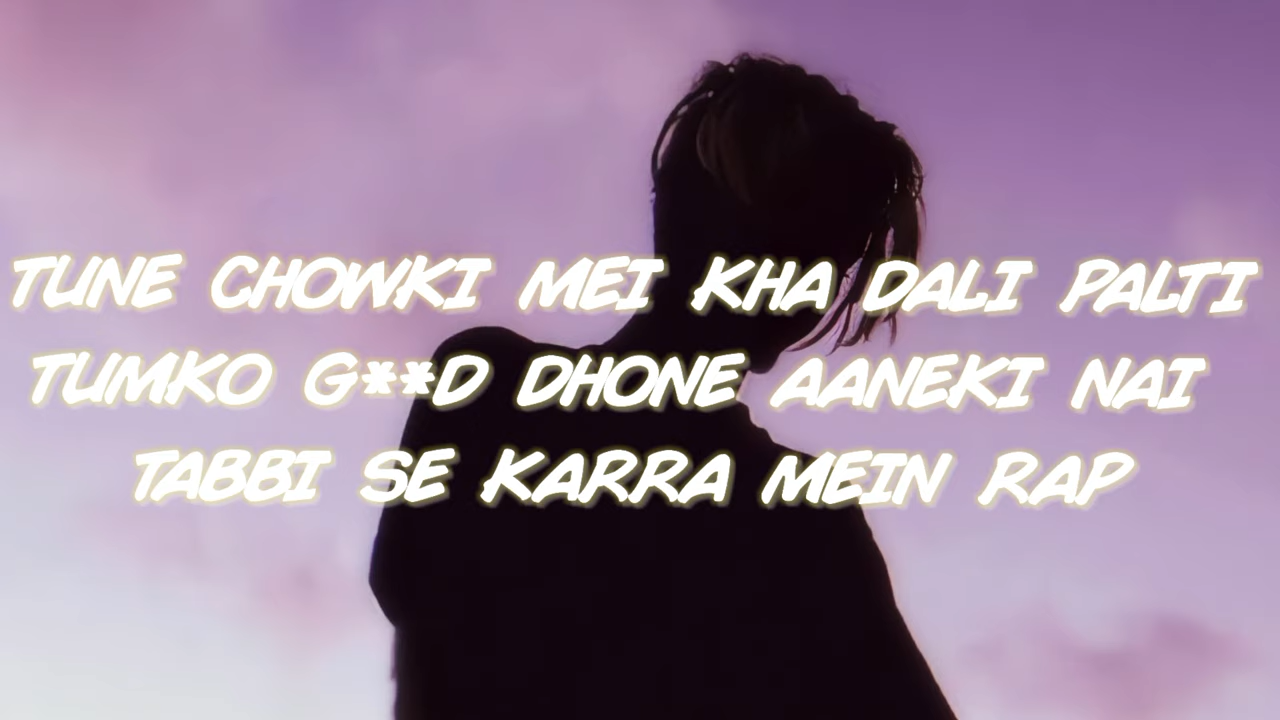 TUNE CHOWKI MEI KHA DALI PALTI
TUMKO G**D DHONE AANEKI NAI
TABBI SE KARRA MEIN RAP